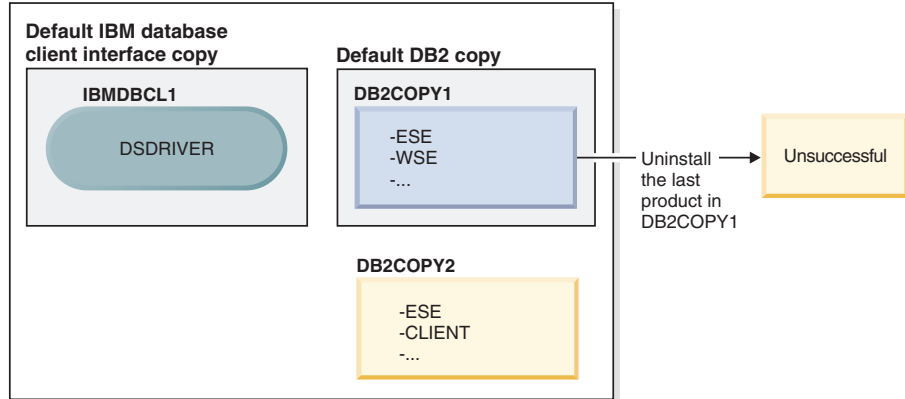 Default IBM database
client interface copy
IBMDBCL1
DSDRIVER
Default DB2 copy
DB2COPY1
-ESE
-WSE
-...
Uninstall
the last
product in
DB2COPY1
Unsuccessful
DB2COPY2
-ESE
-CLIENT
-...